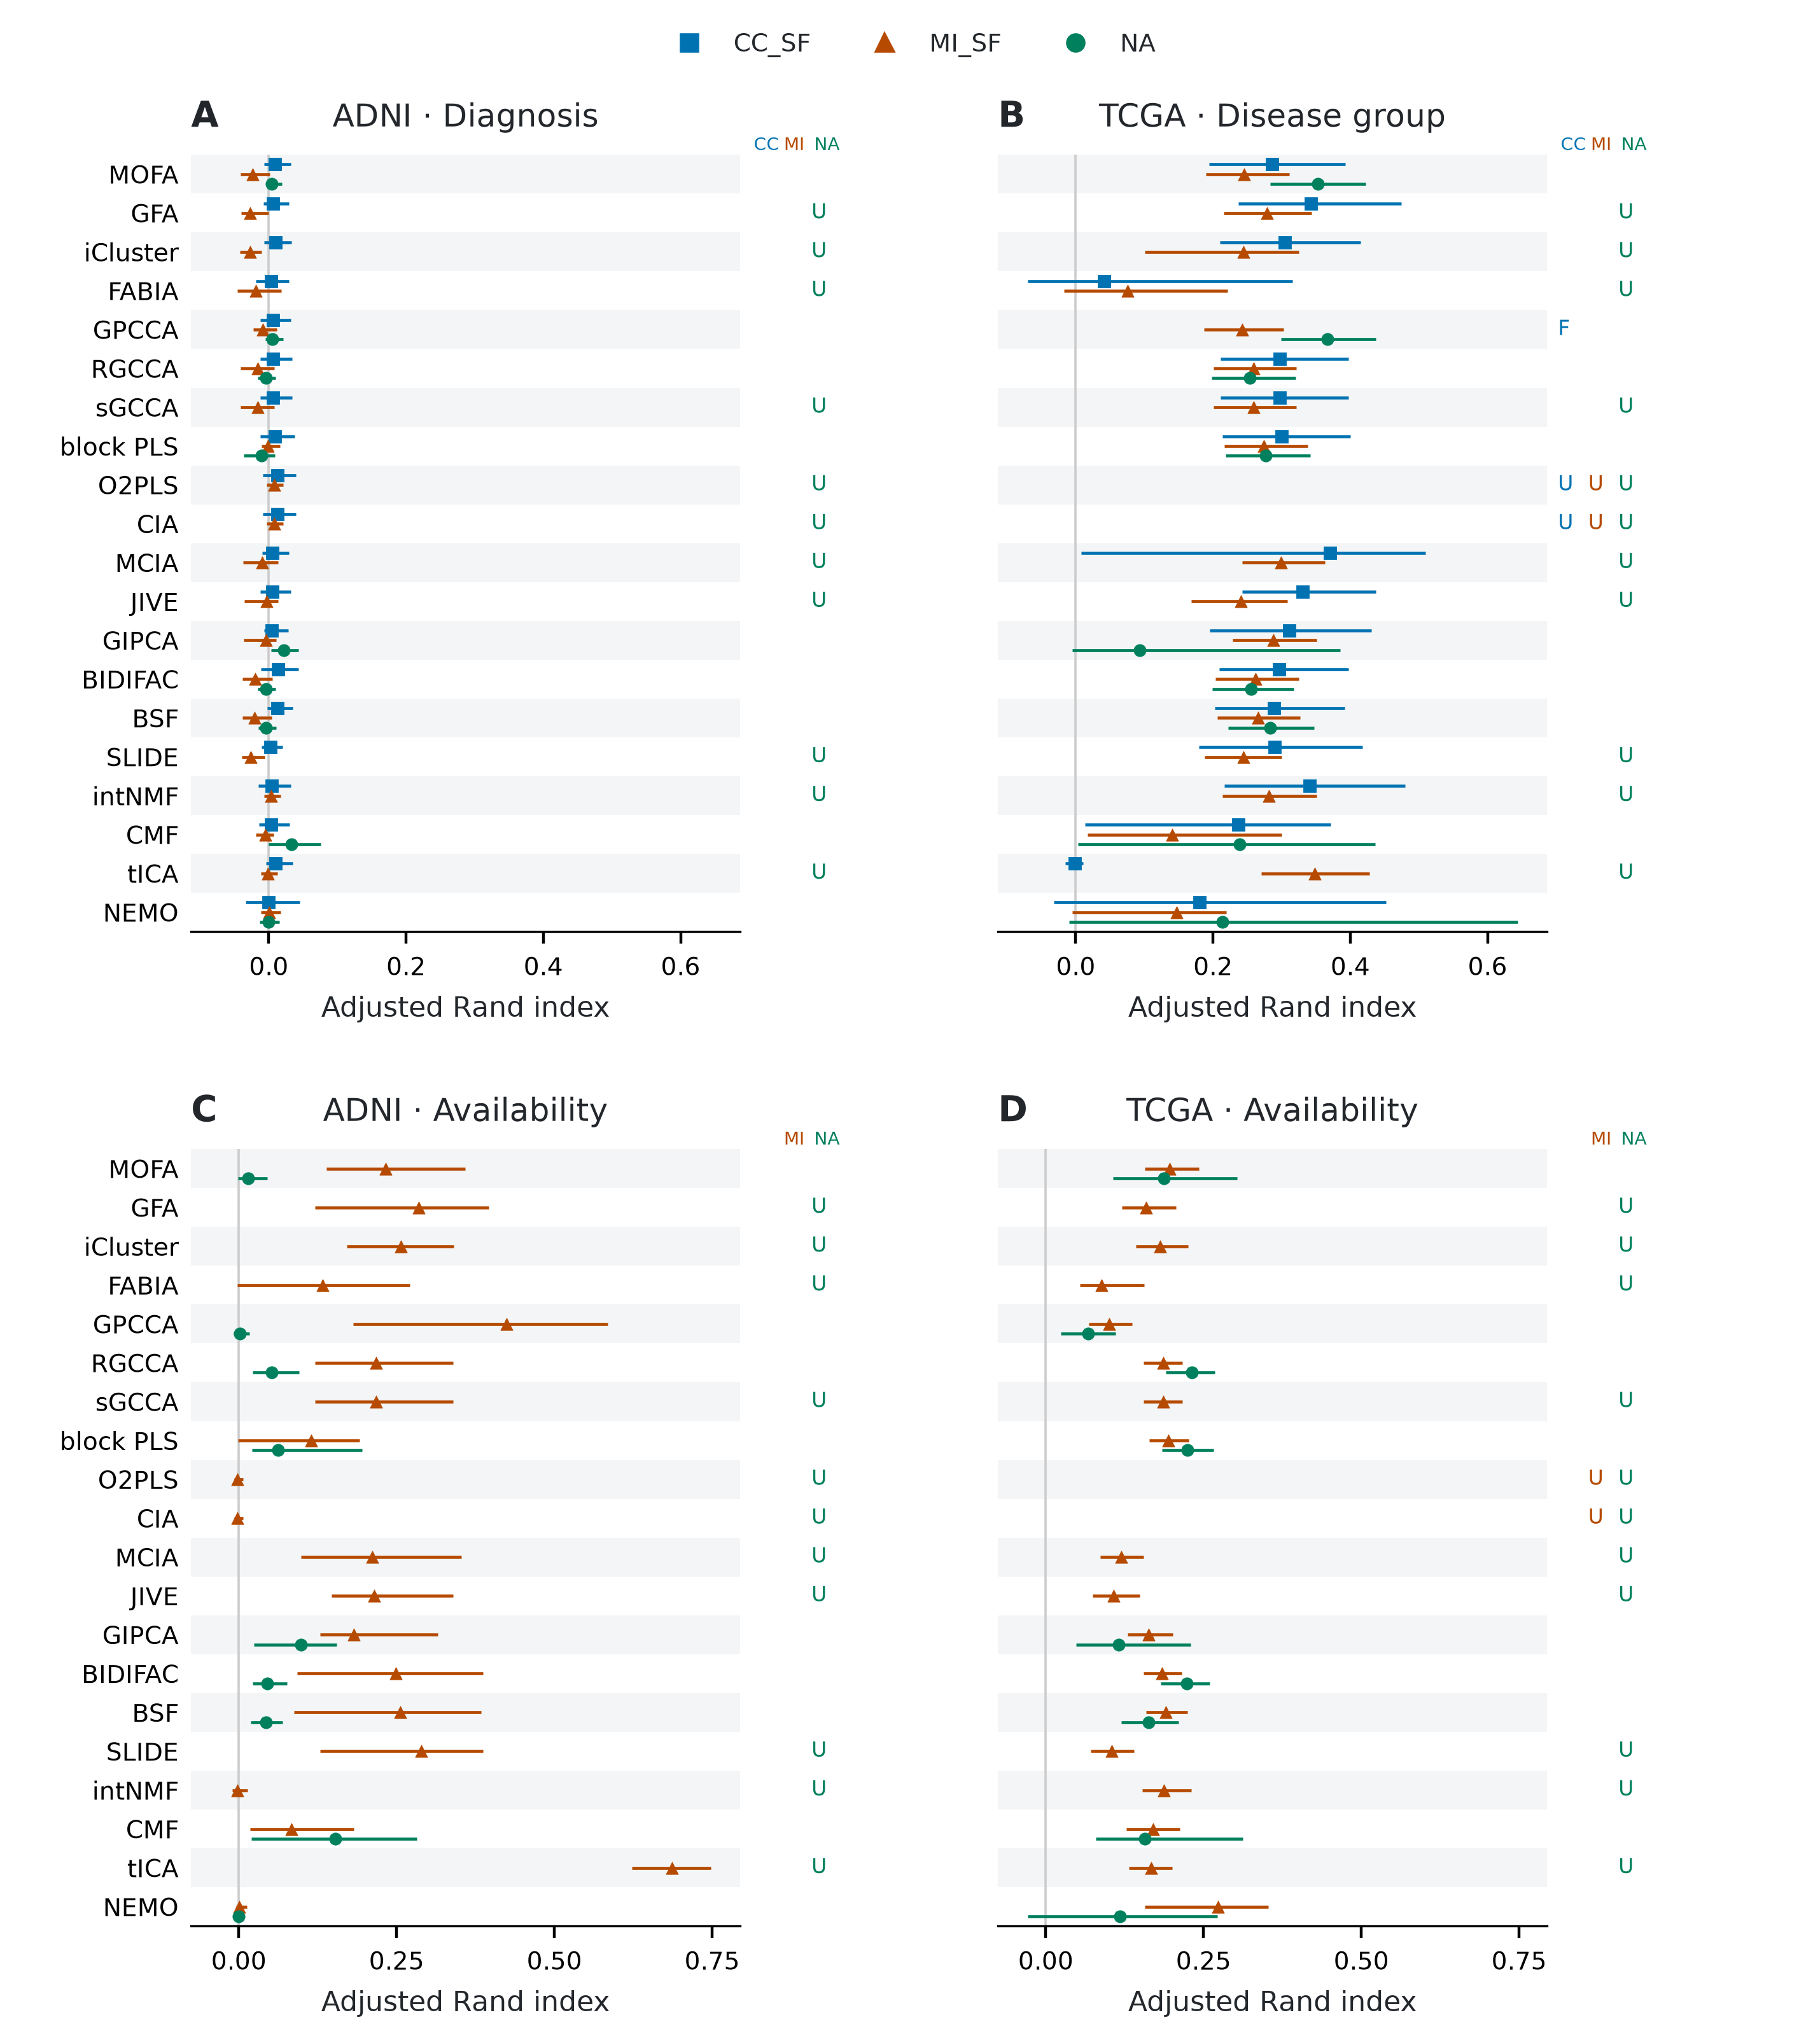 CC_SF MI_SF NA
A ADNI · Diagnosis
CC MI NA
MOFA
GFA U
iCluster U
FABIA U
GPCCA
RGCCA
sGCCA U
block PLS
O2PLS U
CIA U
MCIA U
JIVE U
GIPCA
BIDIFAC
BSF
SLIDE U
intNMF U
CMF
tICA U
NEMO
0.0 0.2 0.4 0.6
Adjusted Rand index
B TCGA · Disease group
CC MI NA
U
U
U
F
U
U U U
U U U
U
U
U
U
U
0.0 0.2 0.4 0.6
Adjusted Rand index
C ADNI · Availability
MI NA
MOFA
GFA U
iCluster U
FABIA U
GPCCA
RGCCA
sGCCA U
block PLS
O2PLS U
CIA U
MCIA U
JIVE U
GIPCA
BIDIFAC
BSF
SLIDE U
intNMF U
CMF
tICA U
NEMO
0.00 0.25 0.50 0.75
Adjusted Rand index
D TCGA · Availability
MI NA
U
U
U
U
U U
U U
U
U
U
U
U
0.00 0.25 0.50 0.75
Adjusted Rand index